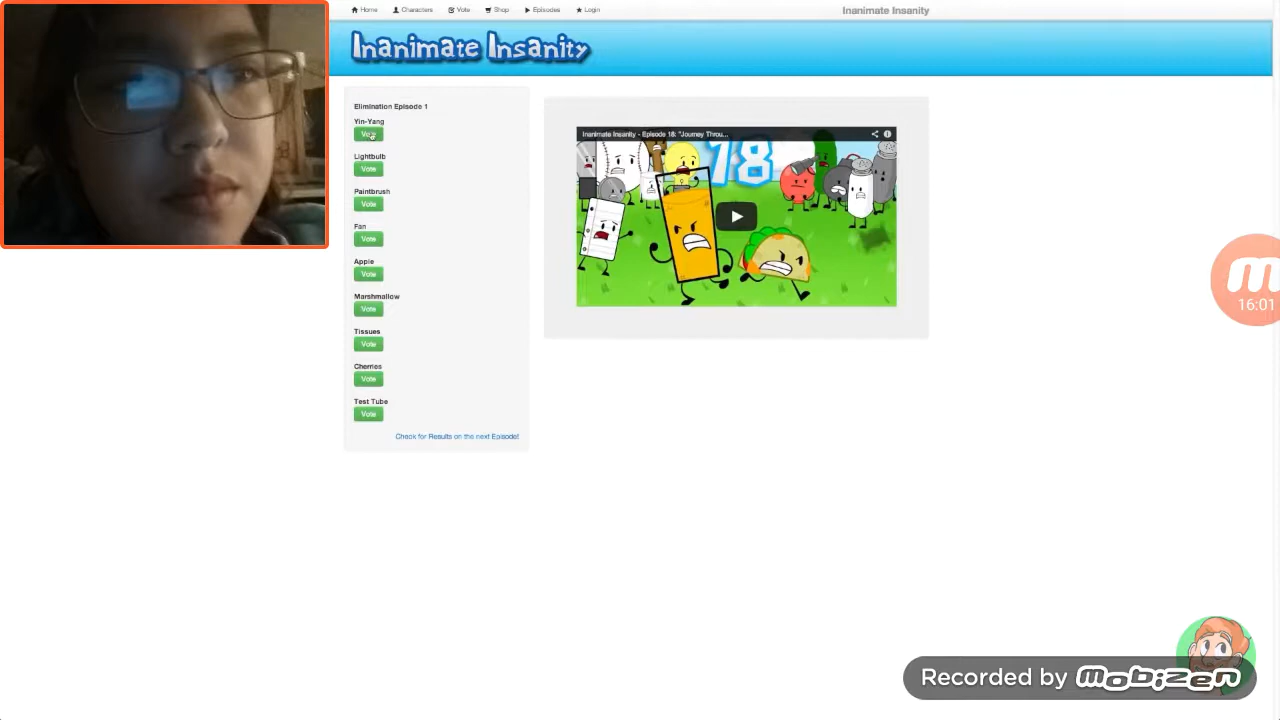 Home Characters Vote Shop Episodes Login
Inanimate Insanity
Inanimate Insanity
Elimination Episode 1
Yin-Yang
Vote
Lightbulb
Vote
Paintbrush
Vote
Fan
Vote
Apple
Vote
Marshmallow
Vote
Tissues
Vote
Cherries
Vote
Test Tube
Vote
Check for Results on the next Episode!
Inanimate Insanity - Episode 18: "Journey Throu...
18
16:01
Recorded by mobizen